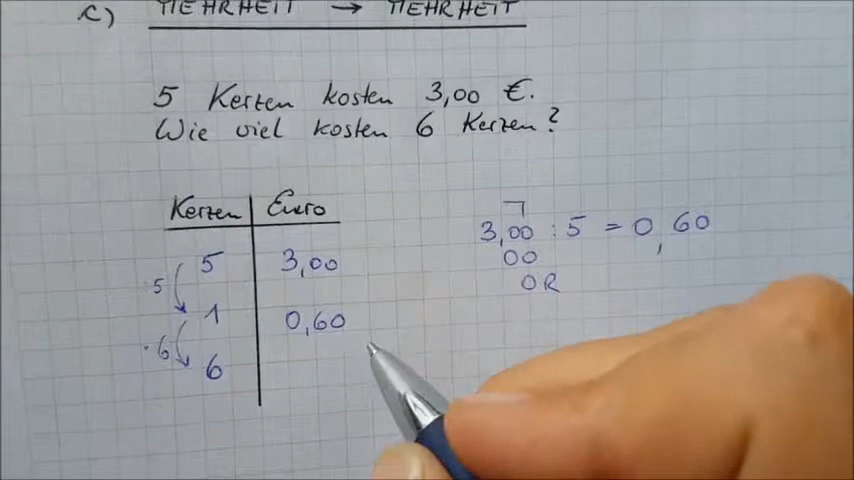 c) MEHRHEIT → MEHRHEIT
5 Kerzen kosten 3,00 €.
Wie viel kosten 6 Kerzen?
Kerzen Euro
5 3,00
:5
1 0,60
·6
6
3,00 : 5 = 0,60
00
0R